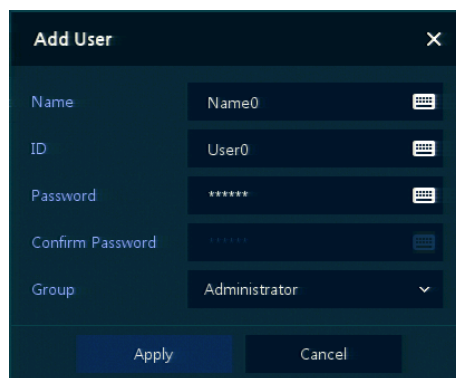 Add User
Name Name0
ID User0
Password ******
Confirm Password ******
Group Administrator
Apply Cancel